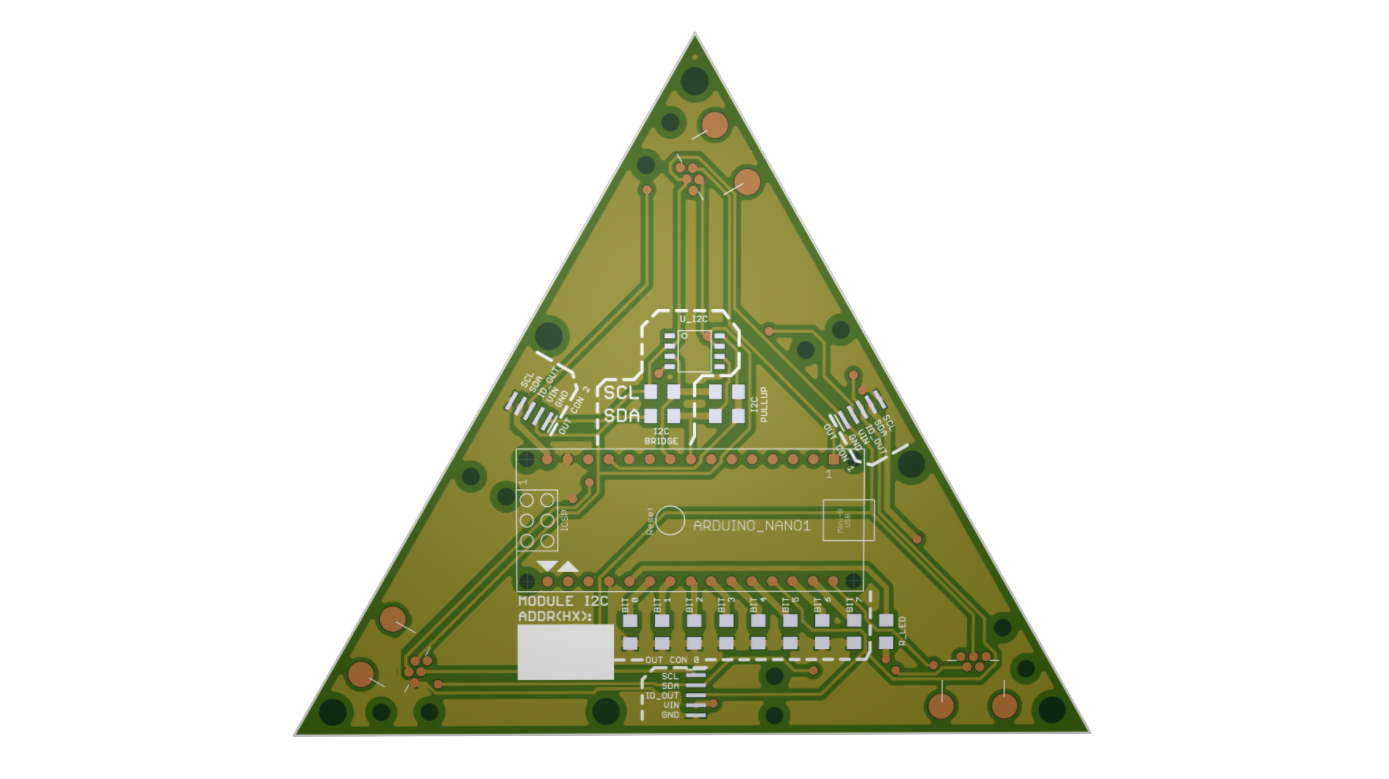 U_I2C
SCL
SDA
I2C
BRIDGE
I2C
PULLUP
SCL
SDA
ID_OUT
VIN
GND
OUT CON 2
SCL
SDA
ID_OUT
VIN
GND
OUT CON 1
1
1
ICSP
Reset
ARDUINO_NANO1
Mini-B
USB
MODULE I2C
ADDR(HX):
BIT 0
BIT 1
BIT 2
BIT 3
BIT 4
BIT 5
BIT 6
BIT 7
R_LED
OUT CON 0
SCL
SDA
ID_OUT
VIN
GND